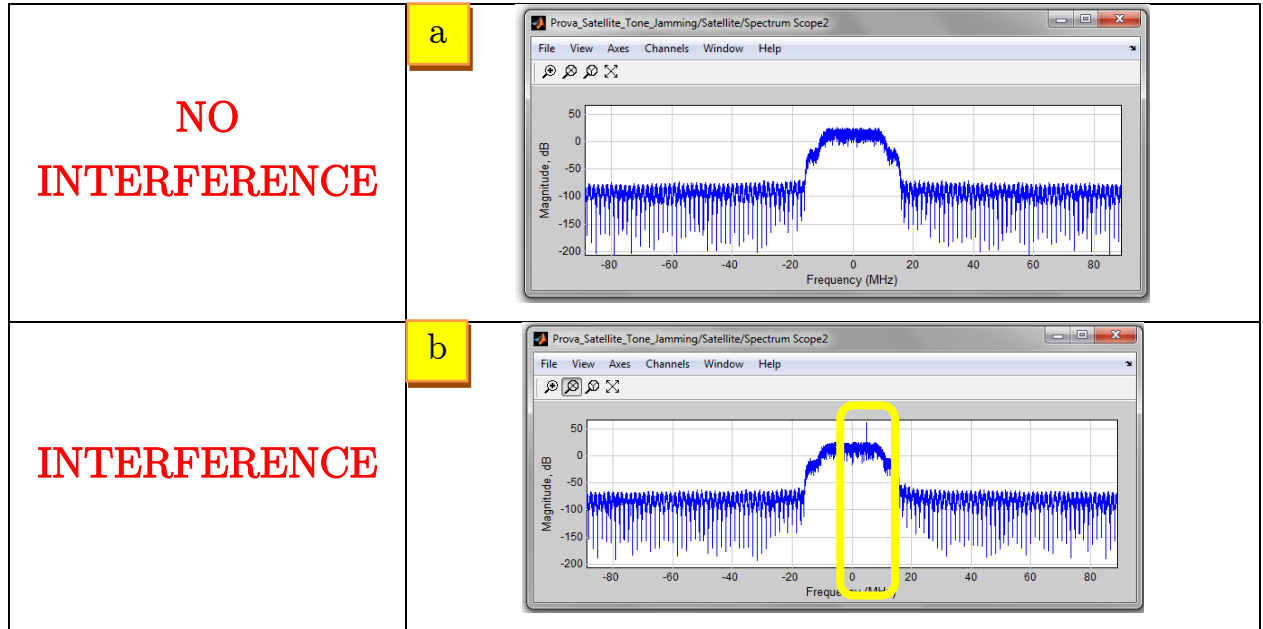 NO
INTERFERENCE
a
Prova_Satellite_Tone_Jamming/Satellite/Spectrum Scope2
File View Axes Channels Window Help
Magnitude, dB
50
0
-50
-100
-150
-200
-80 -60 -40 -20 0 20 40 60 80
Frequency (MHz)
INTERFERENCE
b
Prova_Satellite_Tone_Jamming/Satellite/Spectrum Scope2
File View Axes Channels Window Help
Magnitude, dB
50
0
-50
-100
-150
-200
-80 -60 -40 -20 0 20 40 60 80
Frequency (MHz)